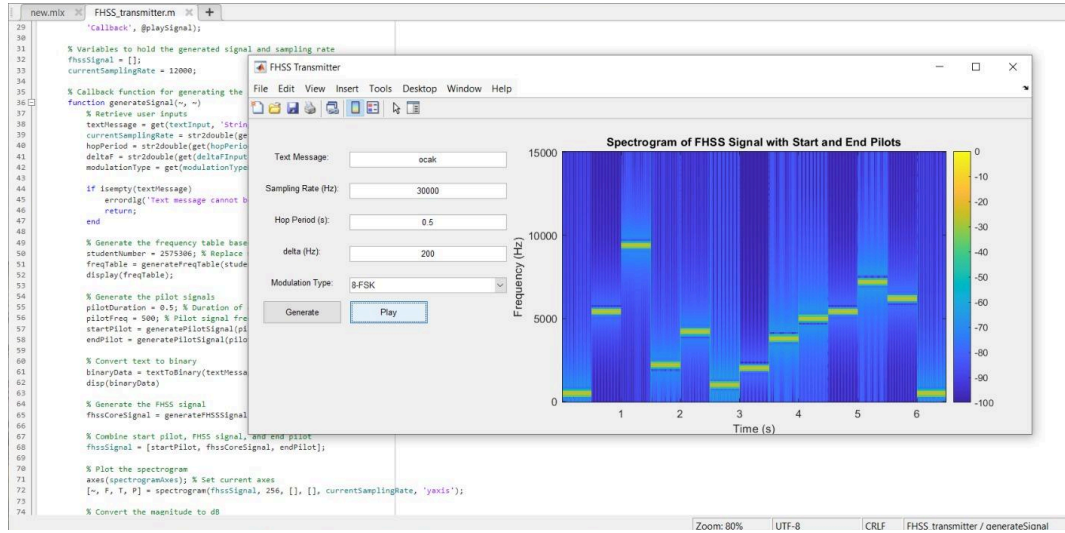 new.mlx
FHSS_transmitter.m
29 'Callback', @playSignal);
30
31 % Variables to hold the generated signal and sampling rate
32 fhssSignal = [];
33 currentSamplingRate = 12000;
34
35 % Callback function for generating the
36 function generateSignal(~, ~)
37 % Retrieve user inputs
38 textMessage = get(textInput, 'Strin
39 currentSamplingRate = str2double(ge
40 hopPeriod = str2double(get(hopPerio
41 deltaF = str2double(get(deltaFInput
42 modulationType = get(modulationType
43
44 if isempty(textMessage)
45 errordlg('Text message cannot b
46 return;
47 end
48
49 % Generate the frequency table base
50 studentNumber = 2575306; % Replace
51 freqTable = generateFreqTable(stude
52 display(freqTable);
53
54 % Generate the pilot signals
55 pilotDuration = 0.5; % Duration of
56 pilotFreq = 500; % Pilot signal fre
57 startPilot = generatePilotSignal(pi
58 endPilot = generatePilotSignal(pilo
59
60 % Convert text to binary
61 binaryData = textToBinary(textMessa
62 disp(binaryData)
63
64 % Generate the FHSS signal
65 fhssCoreSignal = generateFHSSSignal
66
67 % Combine start pilot, FHSS signal, and end pilot
68 fhssSignal = [startPilot, fhssCoreSignal, endPilot];
69
70 % Plot the spectrogram
71 axes(spectrogramAxes); % Set current axes
72 [~, F, T, P] = spectrogram(fhssSignal, 256, [], [], currentSamplingRate, 'yaxis');
73
74 % Convert the magnitude to dB
FHSS Transmitter
File Edit View Insert Tools Desktop Window Help
Text Message: ocak
Sampling Rate (Hz): 30000
Hop Period (s): 0.5
delta (Hz): 200
Modulation Type: 8-FSK
Generate Play
Spectrogram of FHSS Signal with Start and End Pilots
Frequency (Hz)
15000
10000
5000
0
1 2 3 4 5 6
Time (s)
0
-10
-20
-30
-40
-50
-60
-70
-80
-90
-100
Zoom: 80% UTF-8 CRLF FHSS_transmitter / generateSignal